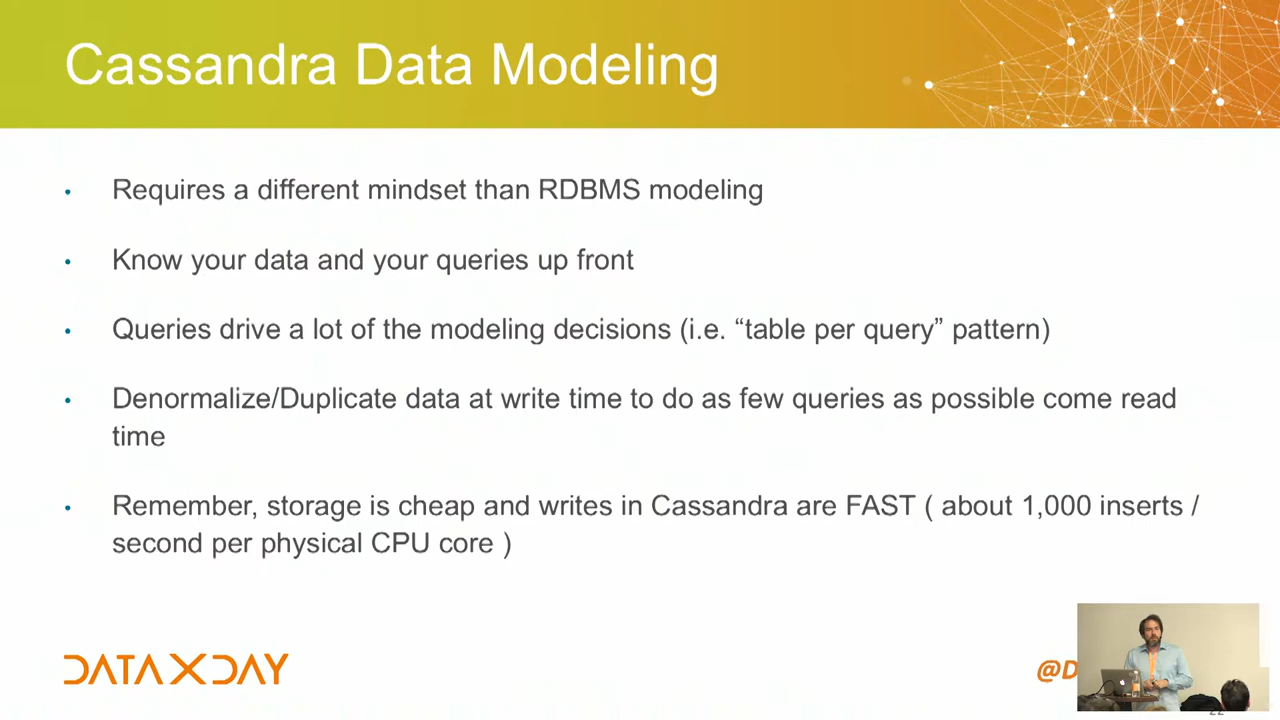 Cassandra Data Modeling
• Requires a different mindset than RDBMS modeling
• Know your data and your queries up front
• Queries drive a lot of the modeling decisions (i.e. “table per query” pattern)
• Denormalize/Duplicate data at write time to do as few queries as possible come read
time
• Remember, storage is cheap and writes in Cassandra are FAST ( about 1,000 inserts /
second per physical CPU core )
DATA X DAY
@D